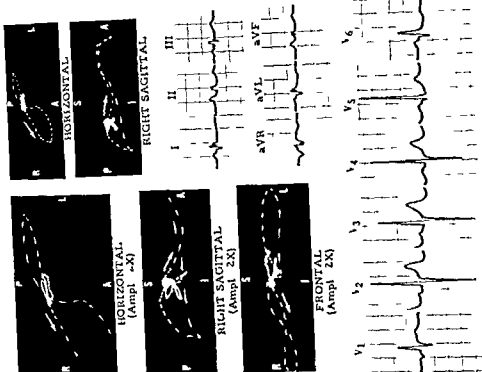 R P L A
HORIZONTAL
P S A I
RIGHT SAGITTAL
R P L A
HORIZONTAL
(Ampl
P S A I
RIGHT SAGITTAL
(Ampl 2X)
R S L I
FRONTAL
(Ampl 2X)
I II III
aVR aVL aVF
V1 V2 V3 V4 V5 V6